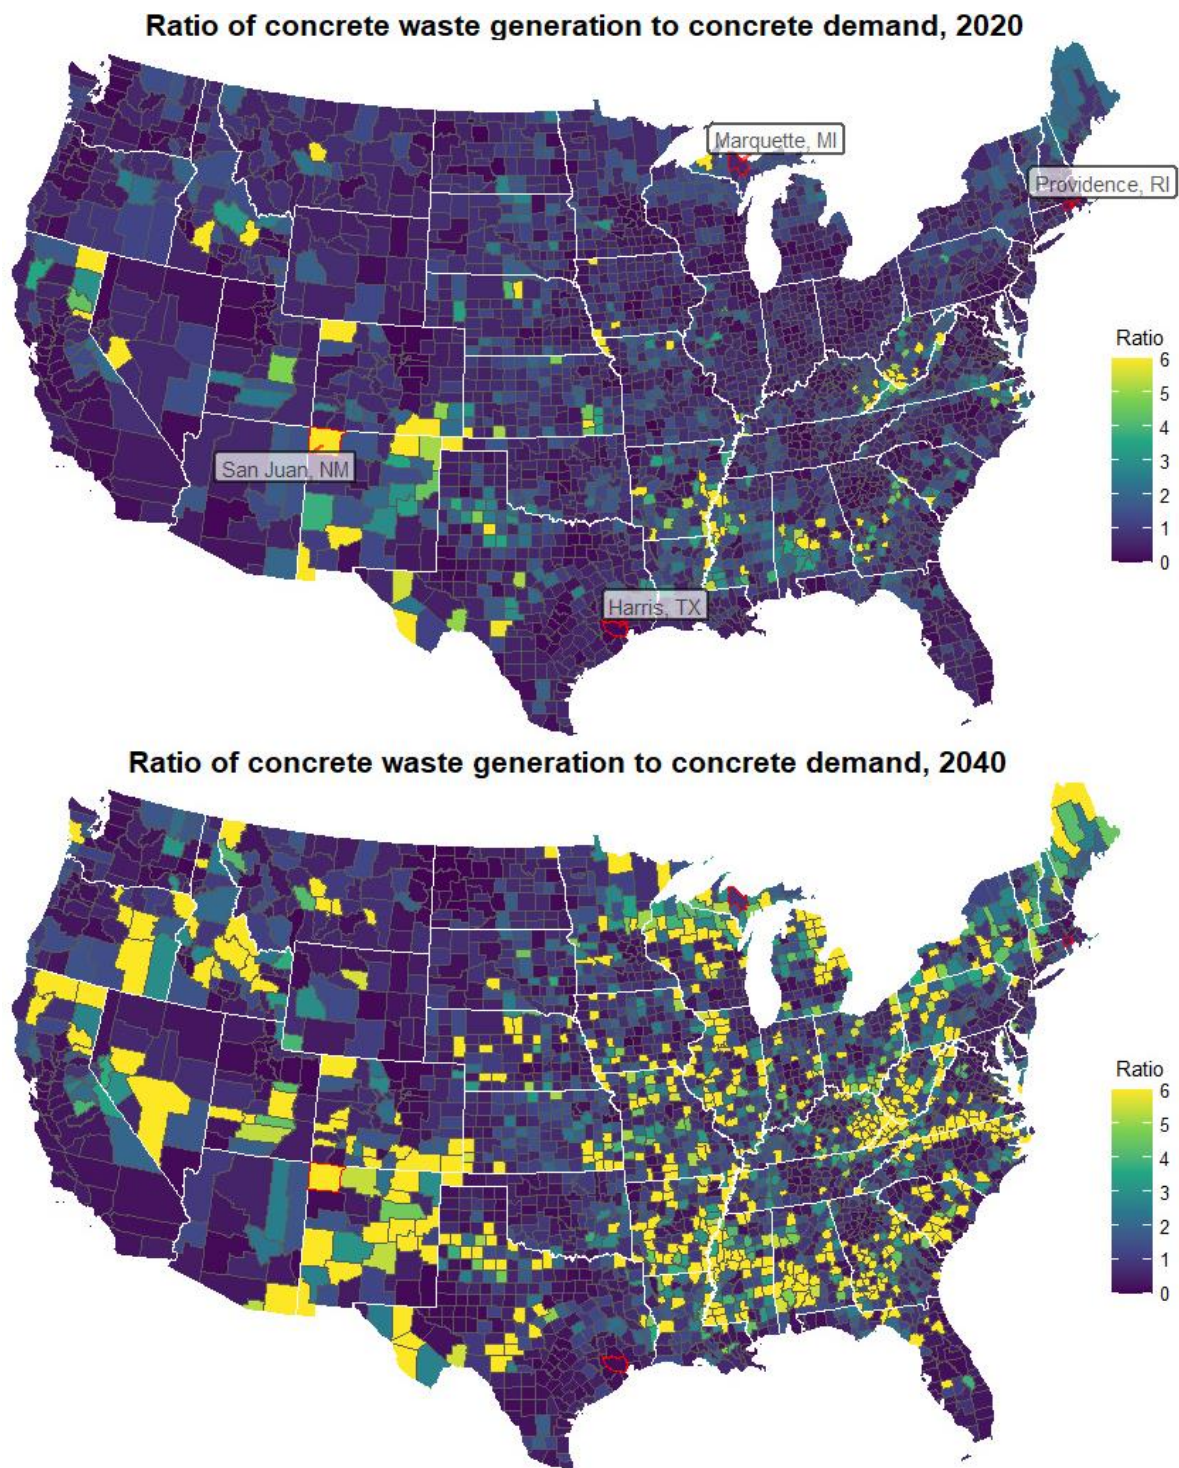 Ratio of concrete waste generation to concrete demand, 2020
Marquette, MI
Providence, RI
San Juan, NM
Harris, TX
Ratio
6
5
4
3
2
1
0
Ratio of concrete waste generation to concrete demand, 2040
Ratio
6
5
4
3
2
1
0